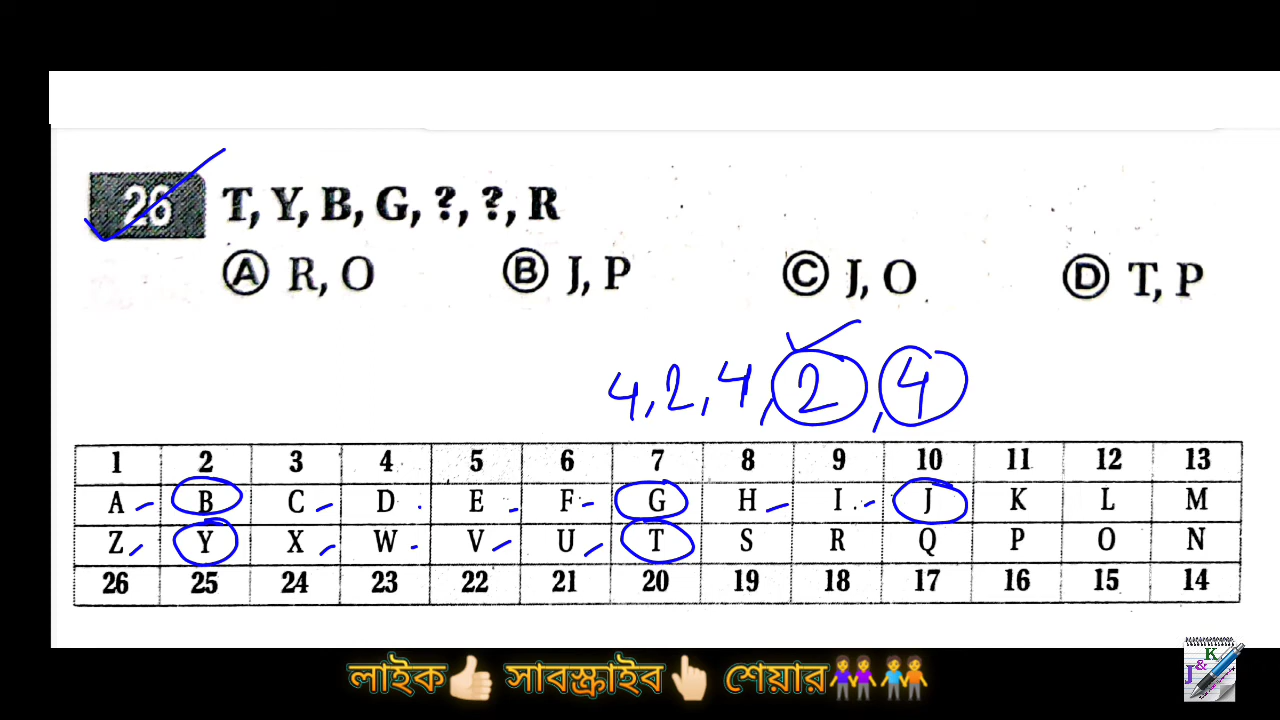 26 T, Y, B, G, ?, ?, R
A R, O B J, P C J, O D T, P
4, 2, 4, 2, 4
1 2 3 4 5 6 7 8 9 10 11 12 13
A B C D E F G H I J K L M
Z Y X W V U T S R Q P O N
26 25 24 23 22 21 20 19 18 17 16 15 14
লাইক👍🏻 সাবস্ক্রাইব 👆🏻 শেয়ার👭👬
J & K